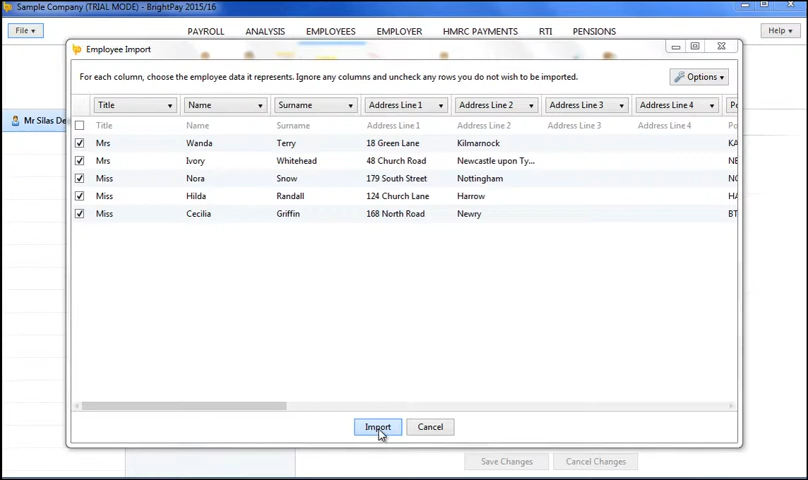 Sample Company (TRIAL MODE) - BrightPay 2015/16
File
PAYROLL ANALYSIS EMPLOYEES EMPLOYER HMRC PAYMENTS RTI PENSIONS
Help
Employee Import
For each column, choose the employee data it represents. Ignore any columns and uncheck any rows you do not wish to be imported.
Options
Title Name Surname Address Line 1 Address Line 2 Address Line 3 Address Line 4 Po
Mr Silas De
Title Name Surname Address Line 1 Address Line 2 Address Line 3 Address Line 4 Po
Mrs Wanda Terry 18 Green Lane Kilmarnock KA
Mrs Ivory Whitehead 48 Church Road Newcastle upon Ty... NE
Miss Nora Snow 179 South Street Nottingham NG
Miss Hilda Randall 124 Church Lane Harrow HA
Miss Cecilia Griffin 168 North Road Newry BT
Import Cancel
Save Changes Cancel Changes